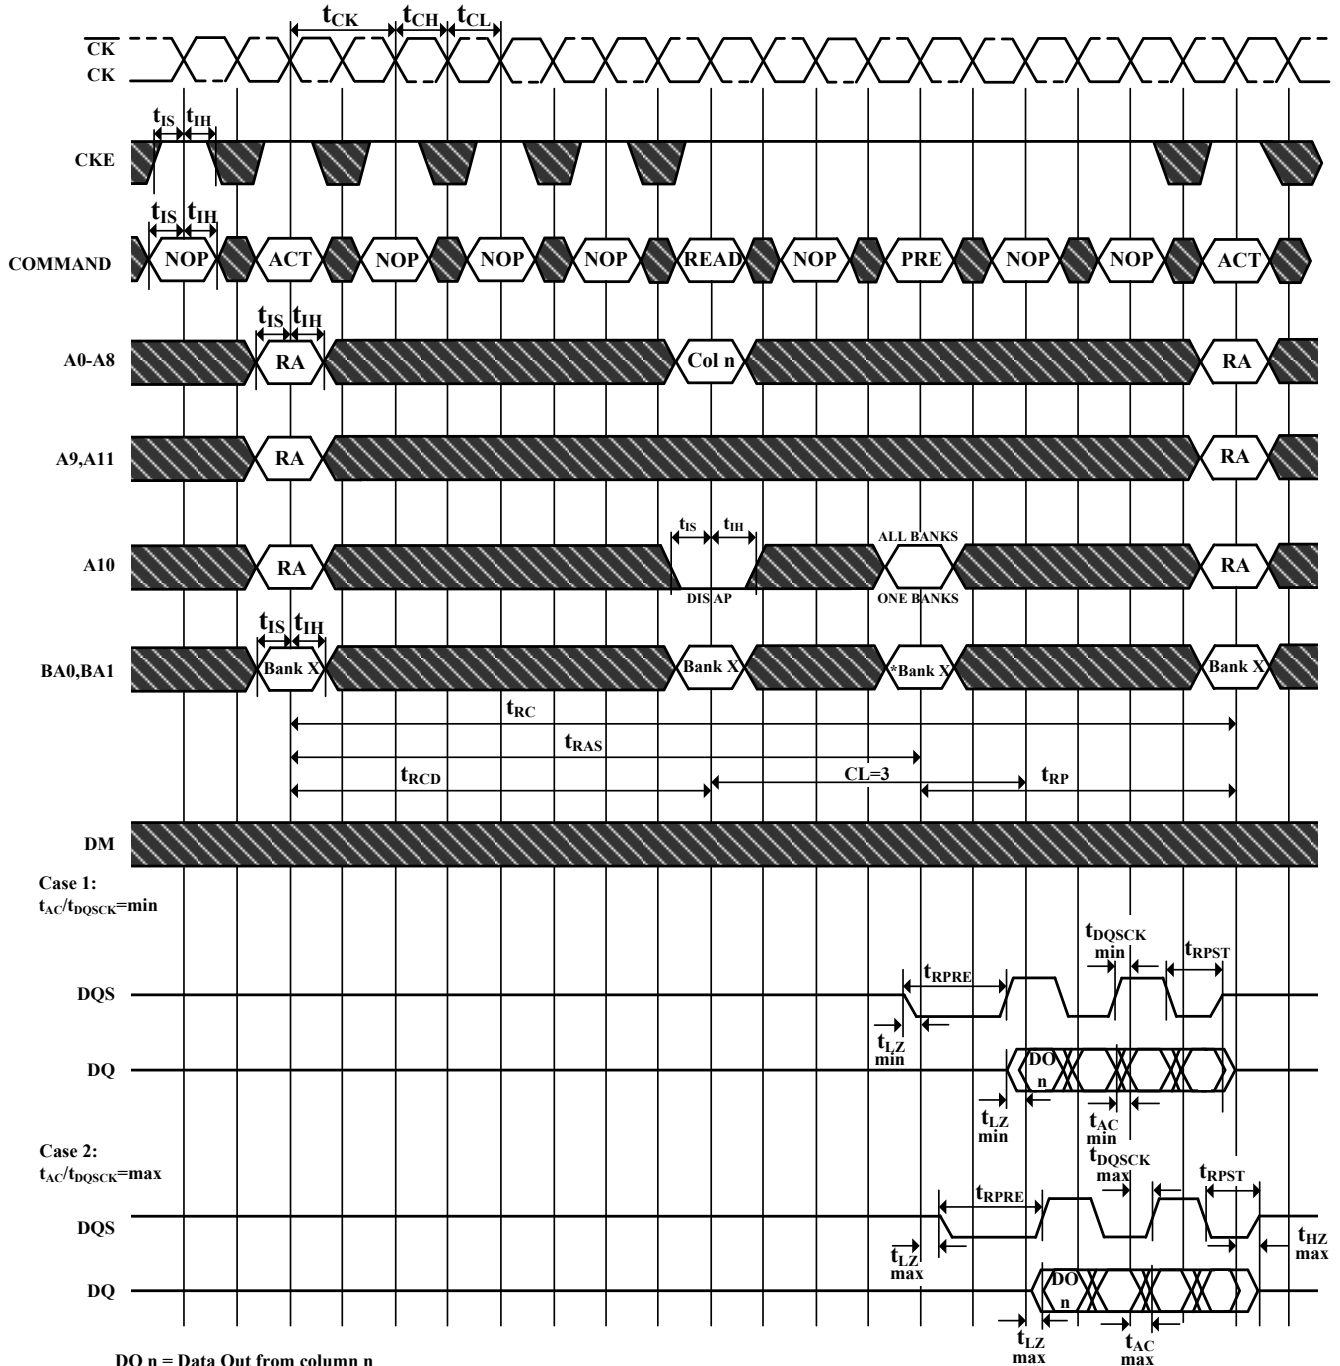 tCK tCH tCL
CK
CK
tIS tIH
CKE
tIS tIH
COMMAND NOP ACT NOP NOP NOP READ NOP PRE NOP NOP ACT
tIS tIH
A0-A8 RA Col n RA
A9,A11 RA RA
tIS tIH
ALL BANKS
A10 RA RA
DIS AP ONE BANKS
tIS tIH
BA0,BA1 Bank X Bank X *Bank X Bank X
tRC
tRAS
tRCD CL=3 tRP
DM
Case 1:
tAC/tDQSCK=min
tDQSCK
min
tRPST
tRPRE
DQS
tLZ
min
DQ DO
n
tLZ
min
tAC
min
Case 2:
tAC/tDQSCK=max
tDQSCK
max
tRPST
tRPRE
DQS
tLZ
max
tHZ
max
DQ DO
n
tLZ
max
tAC
max
DO n = Data Out from column n